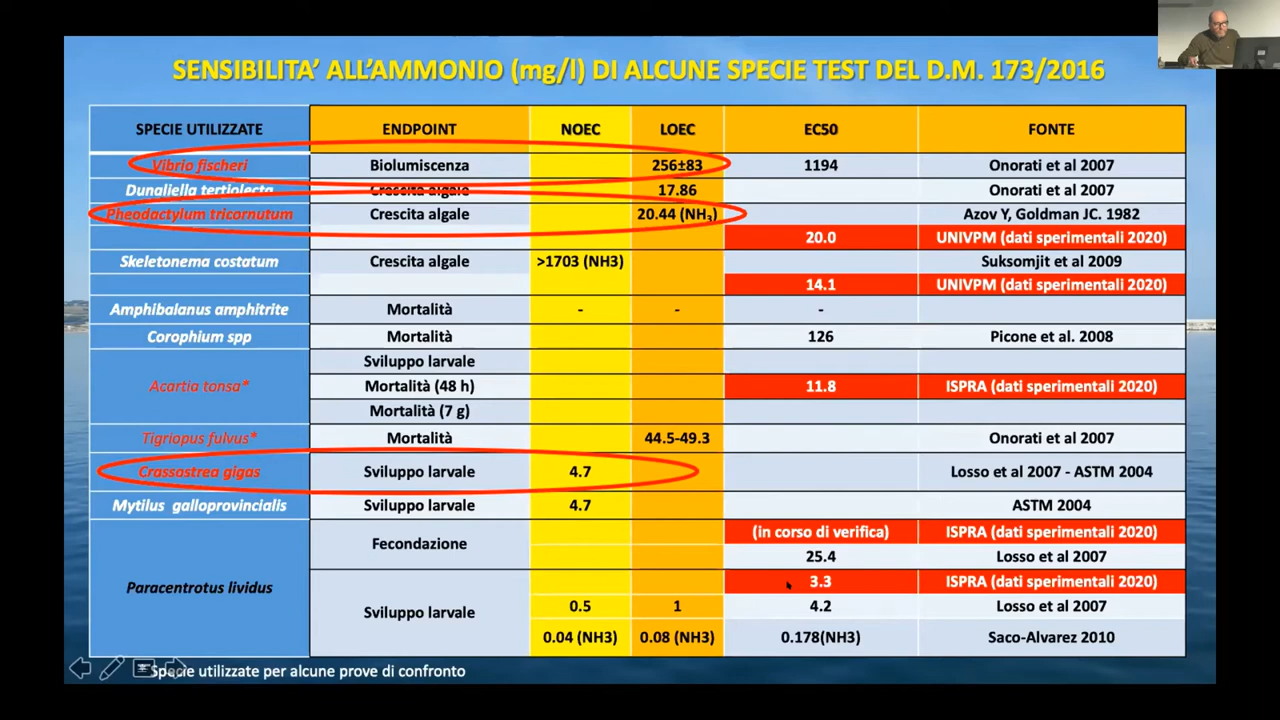 SENSIBILITA' ALL'AMMONIO (mg/l) DI ALCUNE SPECIE TEST DEL D.M. 173/2016
SPECIE UTILIZZATE ENDPOINT NOEC LOEC EC50 FONTE
Vibrio fischeri Biolumiscenza 256±83 1194 Onorati et al 2007
Dunaliella tertiolecta Crescita algale 17.86 Onorati et al 2007
Pheodactylum tricornutum Crescita algale 20.44 (NH3) Azov Y, Goldman JC. 1982
20.0 UNIVPM (dati sperimentali 2020)
Skeletonema costatum Crescita algale >1703 (NH3) Suksomjit et al 2009
14.1 UNIVPM (dati sperimentali 2020)
Amphibalanus amphitrite Mortalità - - -
Corophium spp Mortalità 126 Picone et al. 2008
Sviluppo larvale
Acartia tonsa* Mortalità (48 h) 11.8 ISPRA (dati sperimentali 2020)
Mortalità (7 g)
Tigriopus fulvus* Mortalità 44.5-49.3 Onorati et al 2007
Crassostrea gigas Sviluppo larvale 4.7 Losso et al 2007 - ASTM 2004
Mytilus galloprovincialis Sviluppo larvale 4.7 ASTM 2004
(in corso di verifica) ISPRA (dati sperimentali 2020)
Fecondazione
25.4 Losso et al 2007
3.3 ISPRA (dati sperimentali 2020)
Paracentrotus lividus
Sviluppo larvale 0.5 1 4.2 Losso et al 2007
0.04 (NH3) 0.08 (NH3) 0.178(NH3) Saco-Alvarez 2010
Specie utilizzate per alcune prove di confronto